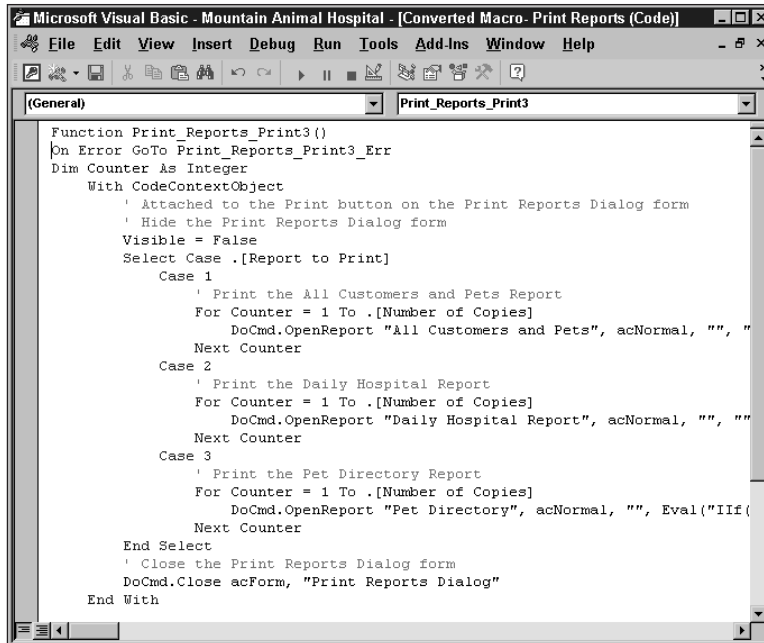 Microsoft Visual Basic - Mountain Animal Hospital - [Converted Macro- Print Reports (Code)]
File Edit View Insert Debug Run Tools Add-Ins Window Help
(General) Print_Reports_Print3
Function Print_Reports_Print3()
On Error GoTo Print_Reports_Print3_Err
Dim Counter As Integer
With CodeContextObject
' Attached to the Print button on the Print Reports Dialog form
' Hide the Print Reports Dialog form
Visible = False
Select Case .[Report to Print]
Case 1
' Print the All Customers and Pets Report
For Counter = 1 To .[Number of Copies]
DoCmd.OpenReport "All Customers and Pets", acNormal, "", "
Next Counter
Case 2
' Print the Daily Hospital Report
For Counter = 1 To .[Number of Copies]
DoCmd.OpenReport "Daily Hospital Report", acNormal, "", ""
Next Counter
Case 3
' Print the Pet Directory Report
For Counter = 1 To .[Number of Copies]
DoCmd.OpenReport "Pet Directory", acNormal, "", Eval("IIf(
Next Counter
End Select
' Close the Print Reports Dialog form
DoCmd.Close acForm, "Print Reports Dialog"
End With